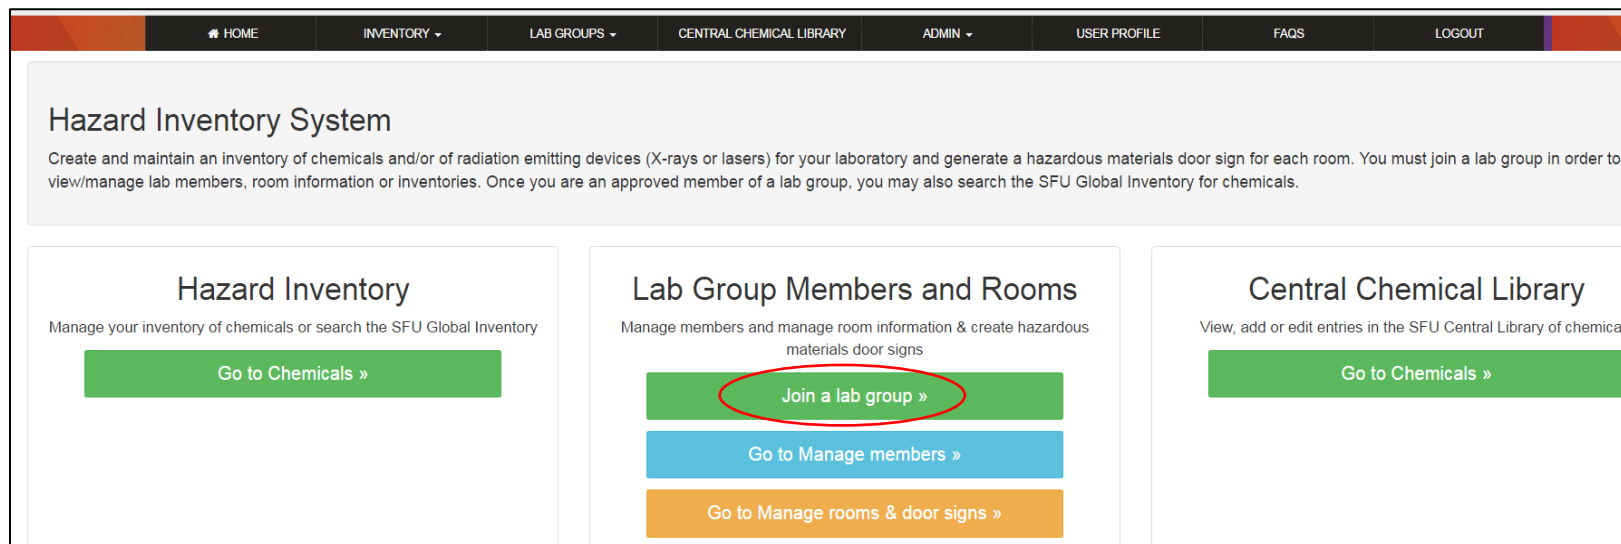 HOME INVENTORY LAB GROUPS CENTRAL CHEMICAL LIBRARY ADMIN USER PROFILE FAQS LOGOUT
Hazard Inventory System
Create and maintain an inventory of chemicals and/or of radiation emitting devices (X-rays or lasers) for your laboratory and generate a hazardous materials door sign for each room. You must join a lab group in order to
view/manage lab members, room information or inventories. Once you are an approved member of a lab group, you may also search the SFU Global Inventory for chemicals.
Hazard Inventory
Manage your inventory of chemicals or search the SFU Global Inventory
Go to Chemicals »
Lab Group Members and Rooms
Manage members and manage room information & create hazardous
materials door signs
Join a lab group »
Go to Manage members »
Go to Manage rooms & door signs »
Central Chemical Library
View, add or edit entries in the SFU Central Library of chemica
Go to Chemicals »